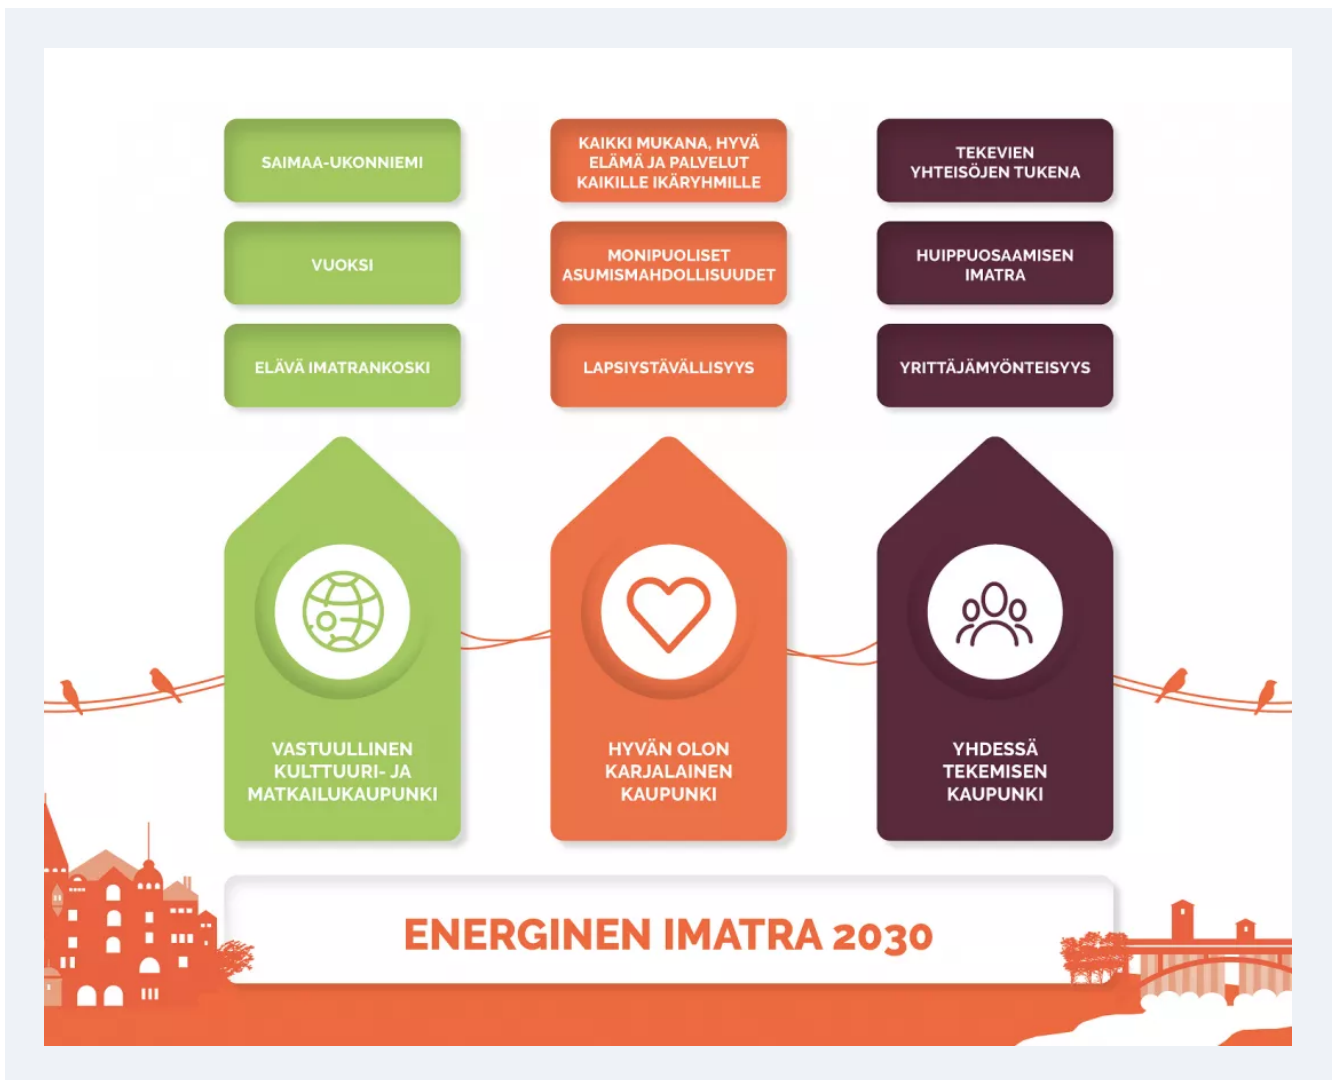 SAIMAA-UKONNIEMI
VUOKSI
ELÄVÄ IMATRANKOSKI
VASTUULLINEN
KULTTUURI- JA
MATKAILUKAUPUNKI
KAIKKI MUKANA, HYVÄ
ELÄMÄ JA PALVELUT
KAIKILLE IKÄRYHMILLE
MONIPUOLISET
ASUMISMAHDOLLISUUDET
LAPSIYSTÄVÄLLISYYS
HYVÄN OLON
KARJALAINEN
KAUPUNKI
TEKEVIEN
YHTEISÖJEN TUKENA
HUIPPUOSAAMISEN
IMATRA
YRITTÄJÄMYÖNTEISYYS
YHDESSÄ
TEKEMISEN
KAUPUNKI
ENERGINEN IMATRA 2030